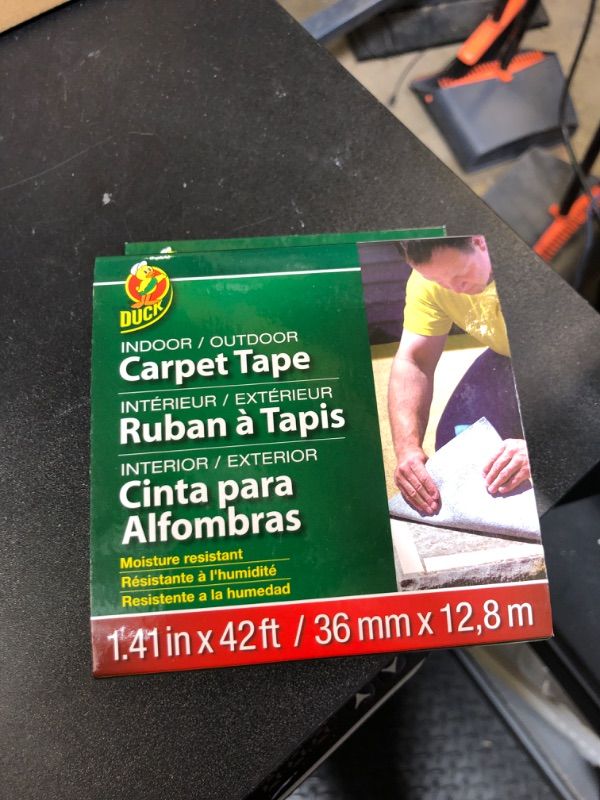 DUCK
INDOOR / OUTDOOR
Carpet Tape
INTÉRIEUR / EXTÉRIEUR
Ruban à Tapis
INTERIOR / EXTERIOR
Cinta para
Alfombras
Moisture resistant
Résistante à l'humidité
Resistente a la humedad
1.41 in x 42 ft / 36 mm x 12,8 m